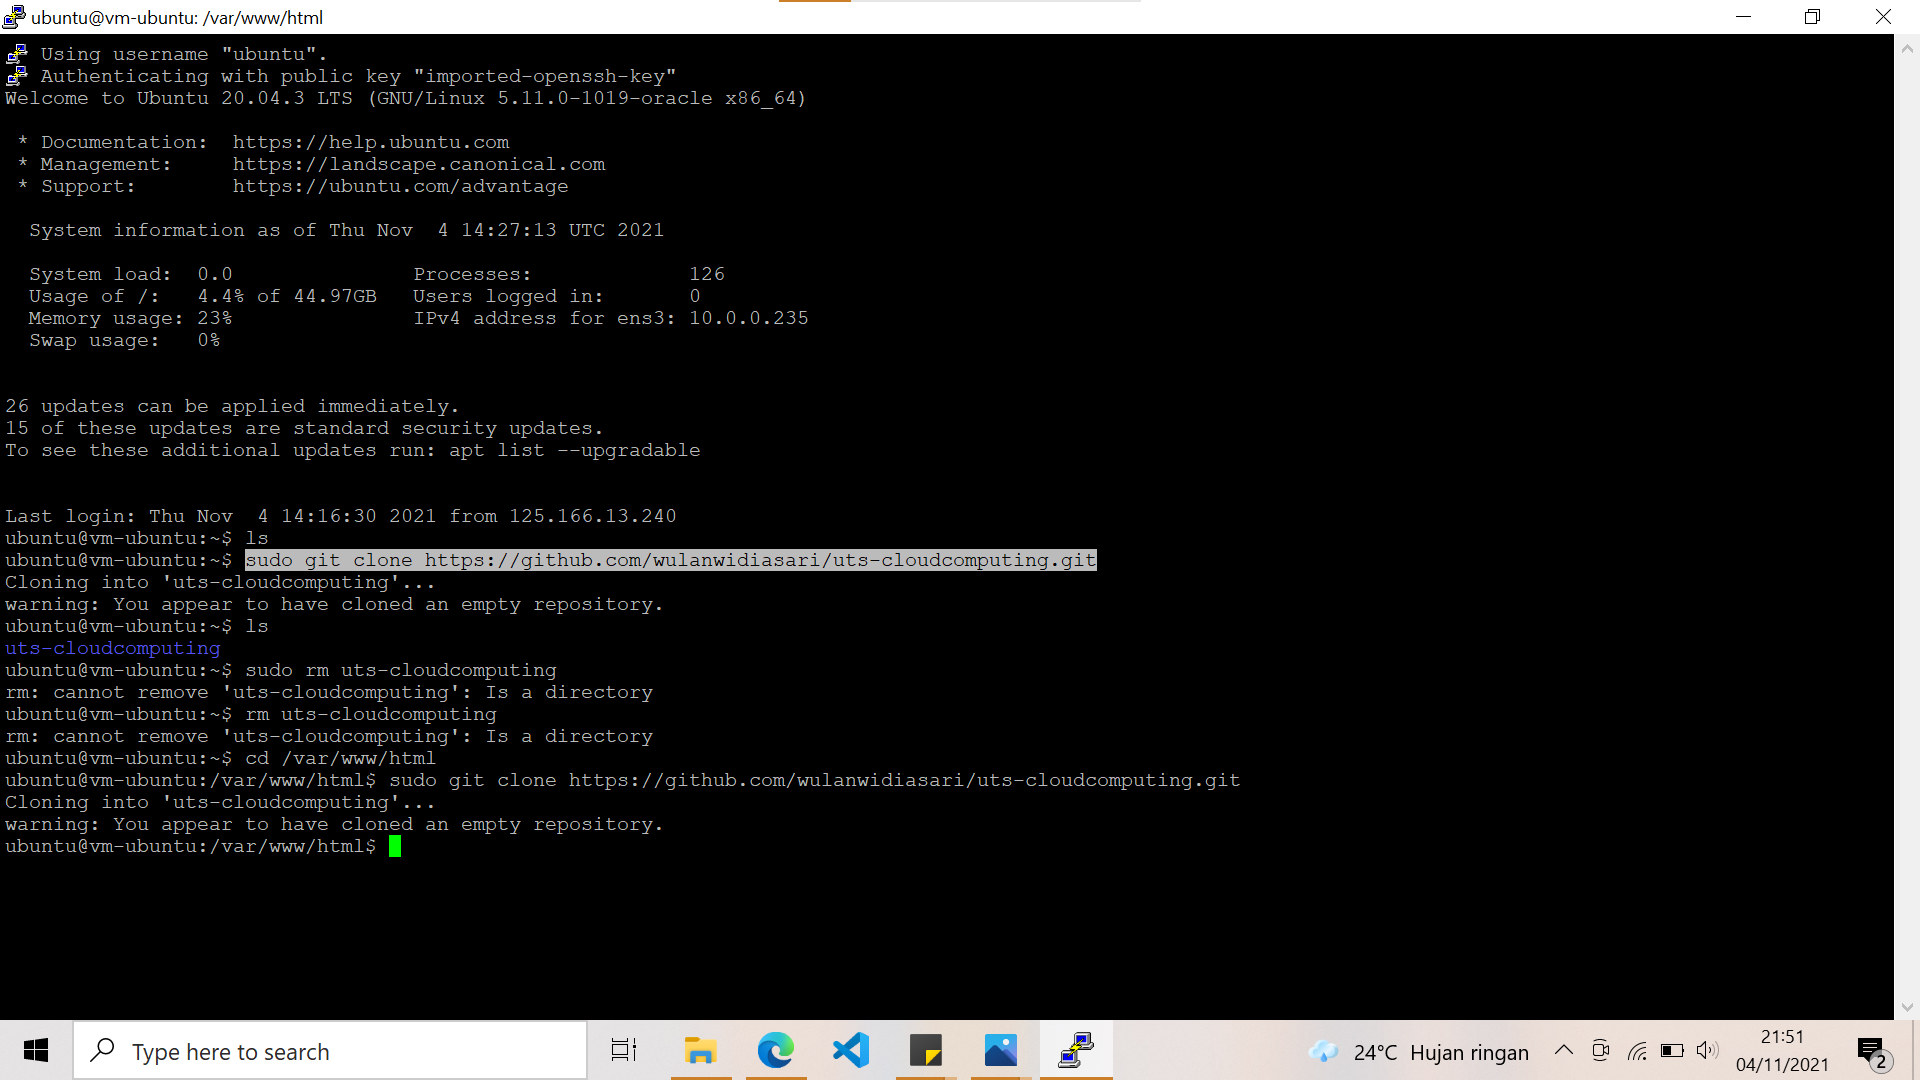 ubuntu@vm-ubuntu: /var/www/html
Using username "ubuntu".
Authenticating with public key "imported-openssh-key"
Welcome to Ubuntu 20.04.3 LTS (GNU/Linux 5.11.0-1019-oracle x86_64)
* Documentation:  https://help.ubuntu.com
* Management:     https://landscape.canonical.com
* Support:        https://ubuntu.com/advantage
System information as of Thu Nov  4 14:27:13 UTC 2021
System load:  0.0               Processes:             126
Usage of /:   4.4% of 44.97GB   Users logged in:       0
Memory usage: 23%               IPv4 address for ens3: 10.0.0.235
Swap usage:   0%
26 updates can be applied immediately.
15 of these updates are standard security updates.
To see these additional updates run: apt list --upgradable
Last login: Thu Nov  4 14:16:30 2021 from 125.166.13.240
ubuntu@vm-ubuntu:~$ ls
ubuntu@vm-ubuntu:~$ sudo git clone https://github.com/wulanwidiasari/uts-cloudcomputing.git
Cloning into 'uts-cloudcomputing'...
warning: You appear to have cloned an empty repository.
ubuntu@vm-ubuntu:~$ ls
uts-cloudcomputing
ubuntu@vm-ubuntu:~$ sudo rm uts-cloudcomputing
rm: cannot remove 'uts-cloudcomputing': Is a directory
ubuntu@vm-ubuntu:~$ rm uts-cloudcomputing
rm: cannot remove 'uts-cloudcomputing': Is a directory
ubuntu@vm-ubuntu:~$ cd /var/www/html
ubuntu@vm-ubuntu:/var/www/html$ sudo git clone https://github.com/wulanwidiasari/uts-cloudcomputing.git
Cloning into 'uts-cloudcomputing'...
warning: You appear to have cloned an empty repository.
ubuntu@vm-ubuntu:/var/www/html$
Type here to search
24°C Hujan ringan
21:51
04/11/2021
2